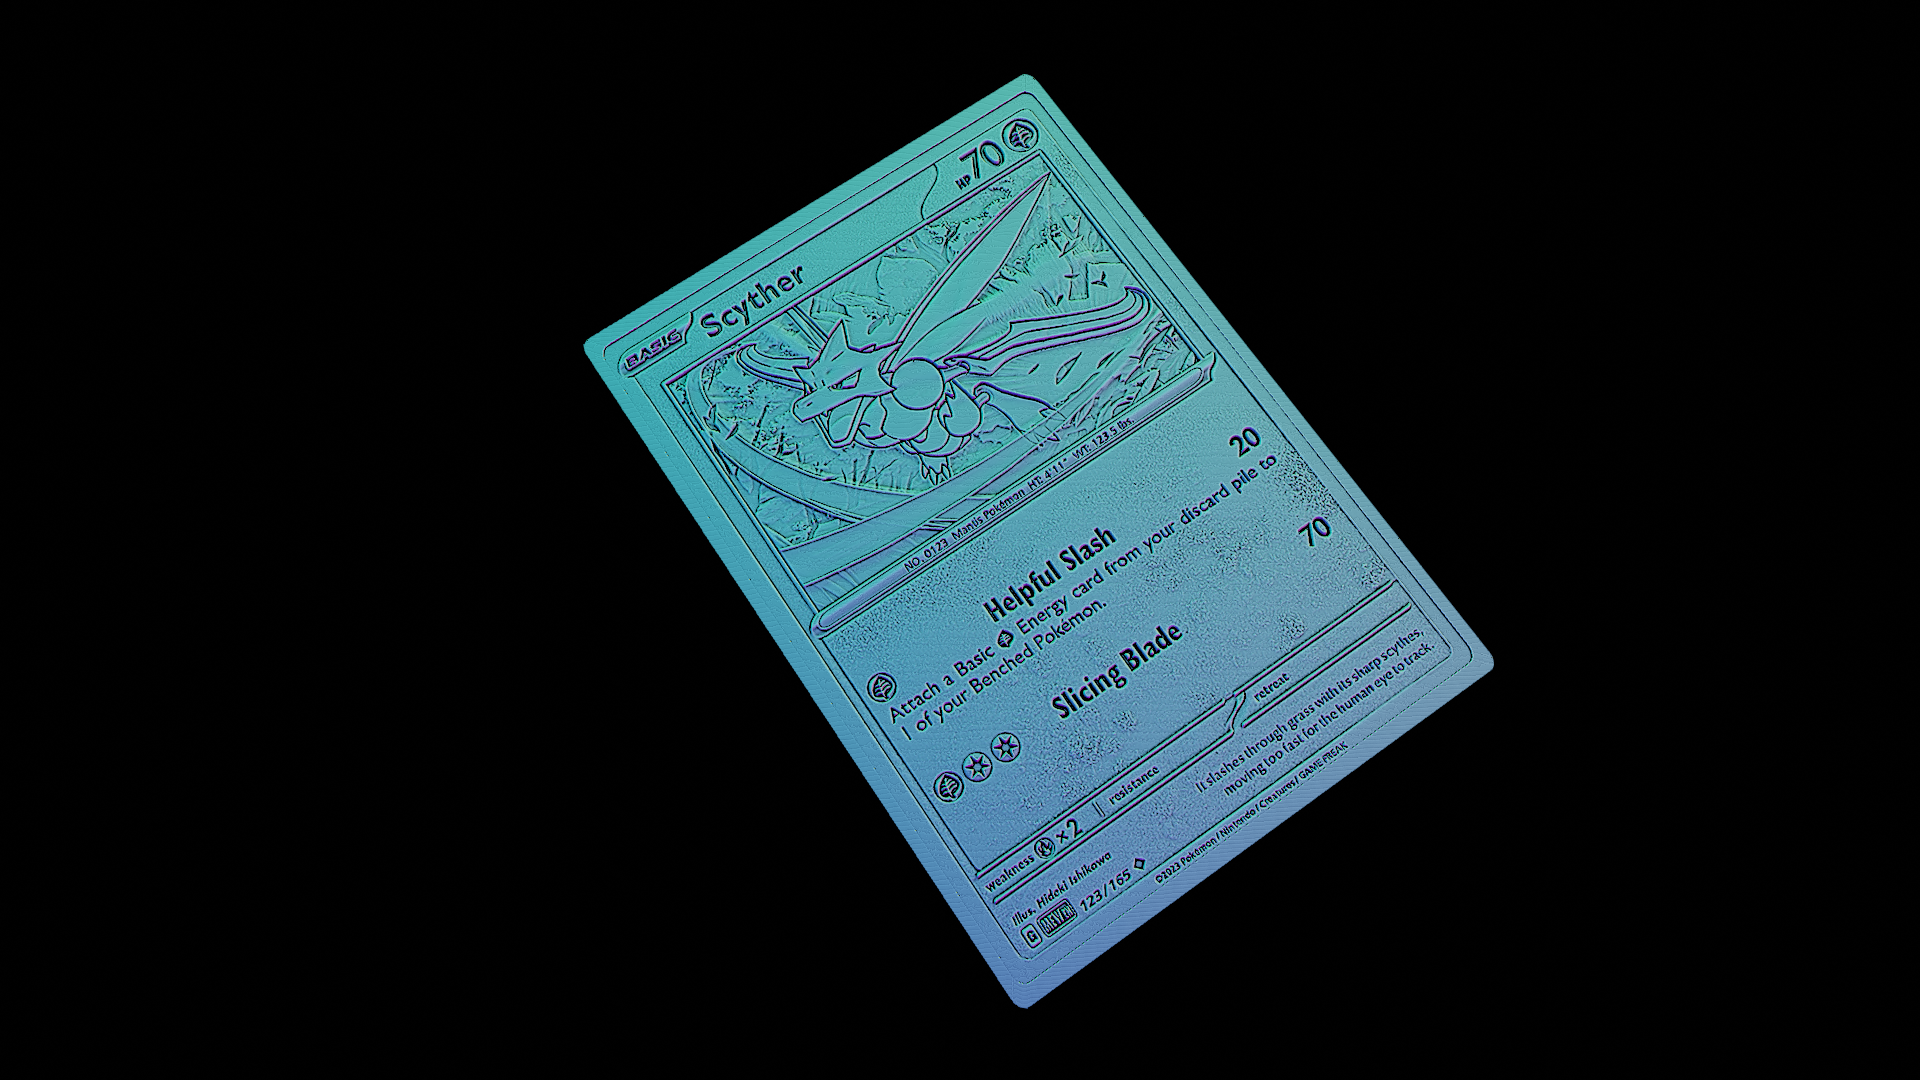 BASIC Scyther HP 70
NO. 0123 Mantis Pokémon HT: 4'11" WT: 123.5 lbs.
Helpful Slash 20
Attach a Basic Energy card from your discard pile to
1 of your Benched Pokémon.
Slicing Blade 70
weakness ×2 resistance retreat
It slashes through grass with its sharp scythes,
moving too fast for the human eye to track.
Illus. Hideki Ishikawa
G MEW EN 123/165
©2023 Pokémon / Nintendo / Creatures / GAME FREAK